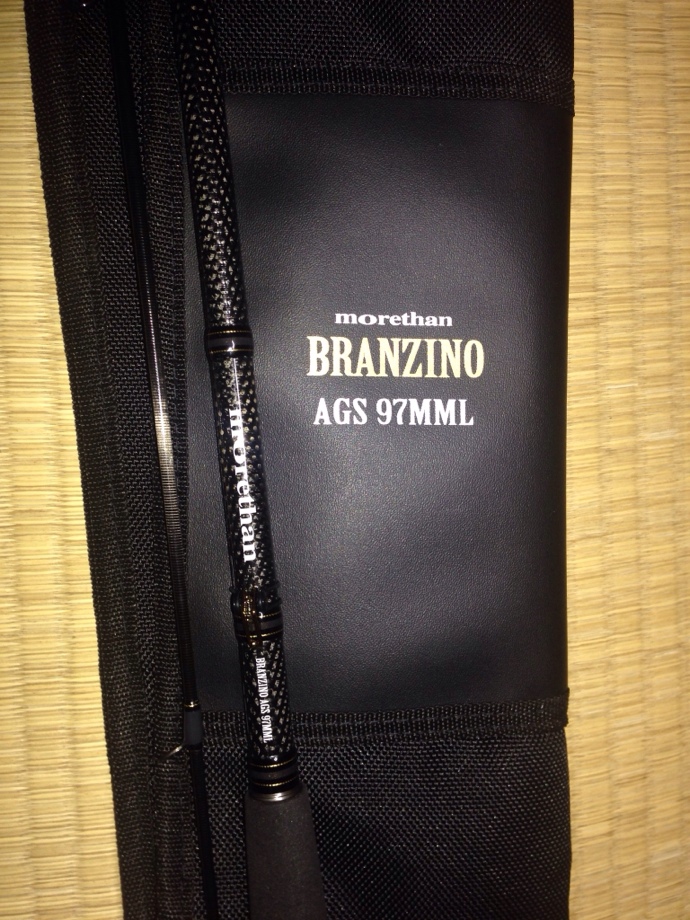 morethan
BRANZINO
AGS 97MML
morethan
BRANZINO AGS 97MML